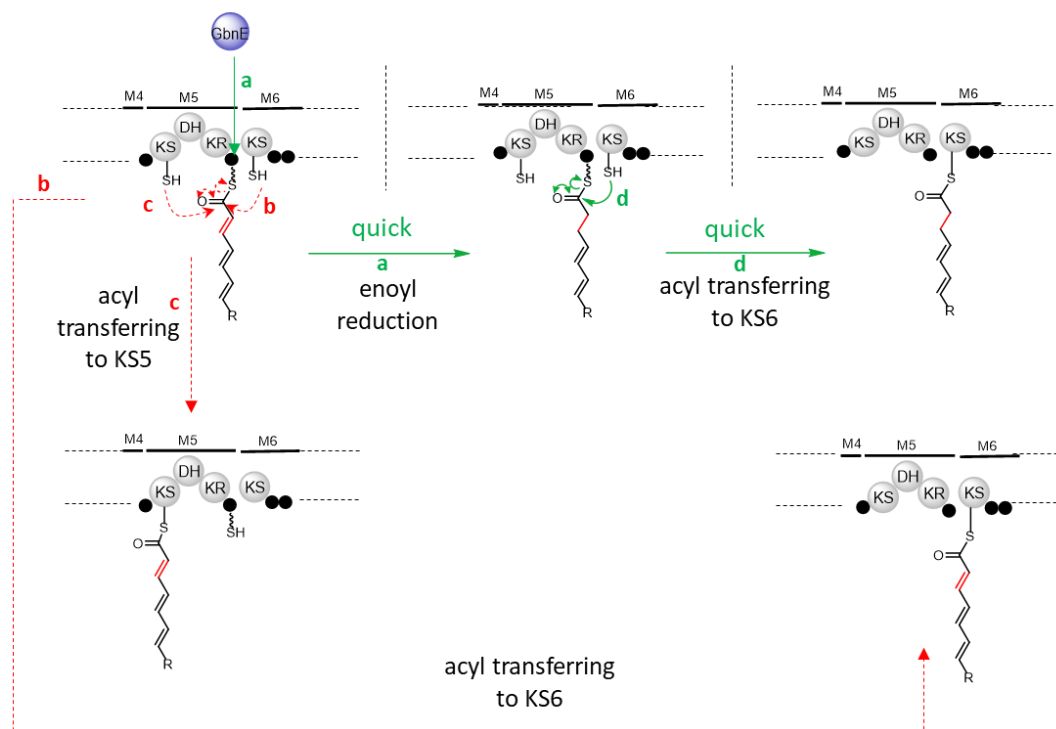 GbnE
a
M4 M5 M6
DH
KS KR KS
SH S SH
O
c b
R
M4 M5 M6
DH
KS KR KS
SH S SH
O
d
R
M4 M5 M6
DH
KS KR KS
S
O
R
b
quick
a
enoyl
reduction
quick
d
acyl transferring
to KS6
acyl
transferring
to KS5
c
M4 M5 M6
DH
KS KR KS
S SH
O
R
M4 M5 M6
DH
KS KR KS
S
O
R
acyl transferring
to KS6